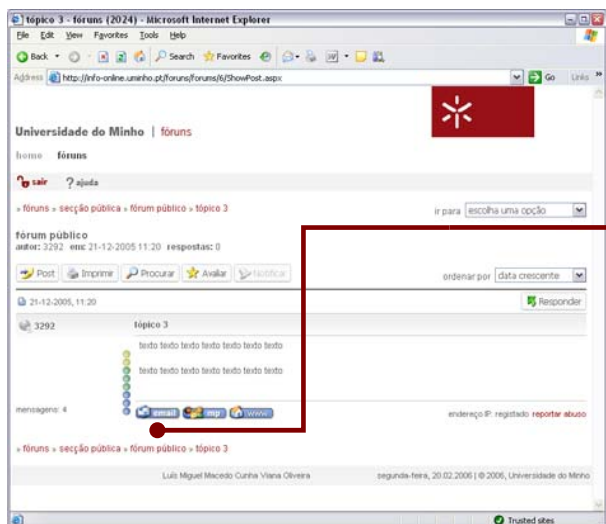 tópico 3 - fóruns (2024) - Microsoft Internet Explorer
File Edit View Favorites Tools Help
Back Search Favorites
Address http://info-online.uminho.pt/foruns/forums/6/ShowPost.aspx Go Links »
Universidade do Minho | fóruns
home fóruns
sair ? ajuda
» fóruns » secção pública » fórum público » tópico 3 ir para escolha uma opção
fórum público
autor: 3292 em: 21-12-2005 11:20 respostas: 0
Post Imprimir Procurar Avaliar Notificar ordenar por data crescente
21-12-2005, 11:20 Responder
3292 tópico 3
texto texto texto texto texto texto texto
texto texto texto texto texto texto texto
mensagens: 4 email mp www endereço IP: registado reportar abuso
» fóruns » secção pública » fórum público » tópico 3
Luís Miguel Macedo Cunha Viana Oliveira segunda-feira, 20.02.2006 | © 2006, Universidade do Minho
Trusted sites